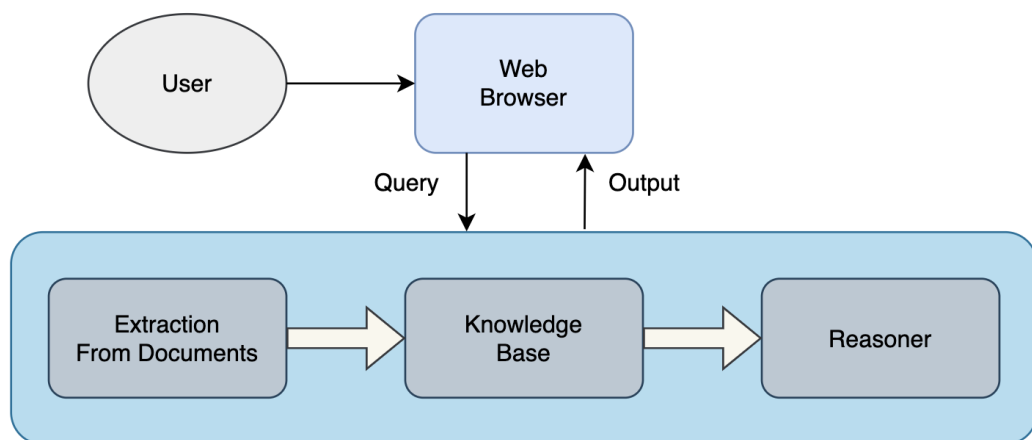 User
Web
Browser
Query
Output
Extraction
From Documents
Knowledge
Base
Reasoner